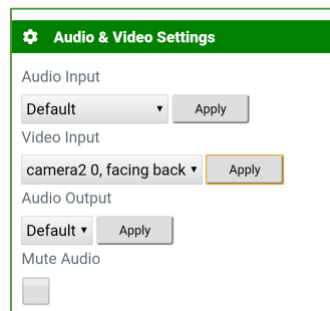 Audio & Video Settings
Audio Input
Default Apply
Video Input
camera2 0, facing back Apply
Audio Output
Default Apply
Mute Audio